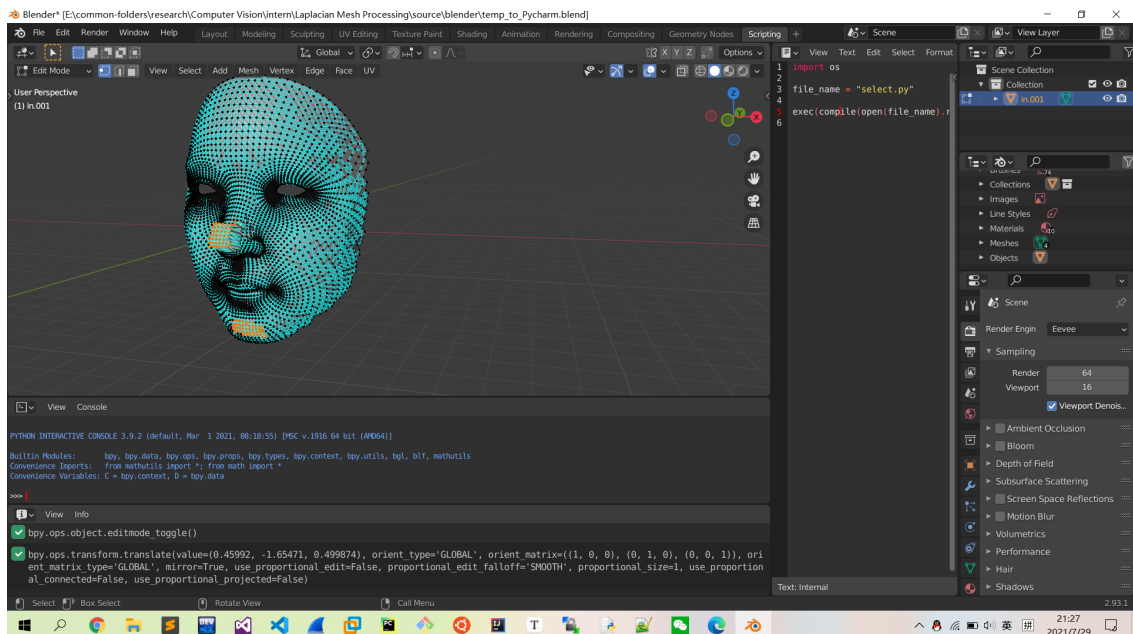 Blender* [E:\common-folders\research\Computer Vision\intern\Laplacian Mesh Processing\source\blender\temp_to_Pycharm.blend]
File Edit Render Window Help Layout Modeling Sculpting UV Editing Texture Paint Shading Animation Rendering Compositing Geometry Nodes Scripting + Scene View Layer
Global X Y Z Options View Text Edit Select Format
Edit Mode View Select Add Mesh Vertex Edge Face UV
User Perspective
(1) in.001
Z
Y
X
1 import os
2
3 file_name = "select.py"
4
5 exec(compile(open(file_name).r
6
Scene Collection
Collection
in.001
Brushes 274
Collections
Images
Line Styles
Materials 10
Meshes 4
Objects
Scene
Render Engin Eevee
Sampling
Render 64
Viewport 16
Viewport Denois...
Ambient Occlusion
Bloom
Depth of Field
Subsurface Scattering
Screen Space Reflections
Motion Blur
Volumetrics
Performance
Hair
Shadows
View Console
PYTHON INTERACTIVE CONSOLE 3.9.2 (default, Mar 1 2021, 08:18:55) [MSC v.1916 64 bit (AMD64)]
Builtin Modules: bpy, bpy.data, bpy.ops, bpy.props, bpy.types, bpy.context, bpy.utils, bgl, blf, mathutils
Convenience Imports: from mathutils import *; from math import *
Convenience Variables: C = bpy.context, D = bpy.data
>>>
View Info
bpy.ops.object.editmode_toggle()
bpy.ops.transform.translate(value=(0.45992, -1.65471, 0.499874), orient_type='GLOBAL', orient_matrix=((1, 0, 0), (0, 1, 0), (0, 0, 1)), ori
ent_matrix_type='GLOBAL', mirror=True, use_proportional_edit=False, proportional_edit_falloff='SMOOTH', proportional_size=1, use_proportion
al_connected=False, use_proportional_projected=False)
Text: Internal
Select Box Select Rotate View Call Menu 2.93.1
DEV
PC
T
英
21:27
2021/7/29